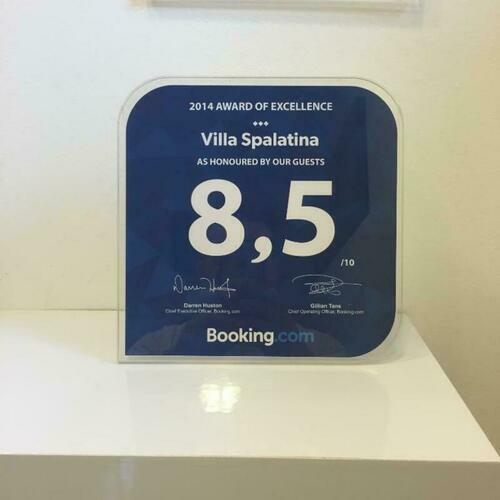 2014 AWARD OF EXCELLENCE
Villa Spalatina
AS HONOURED BY OUR GUESTS
8,5
/10
Darren Huston Gillian Tans
Chief Executive Officer, Booking.com Chief Operating Officer, Booking.com
Booking.com